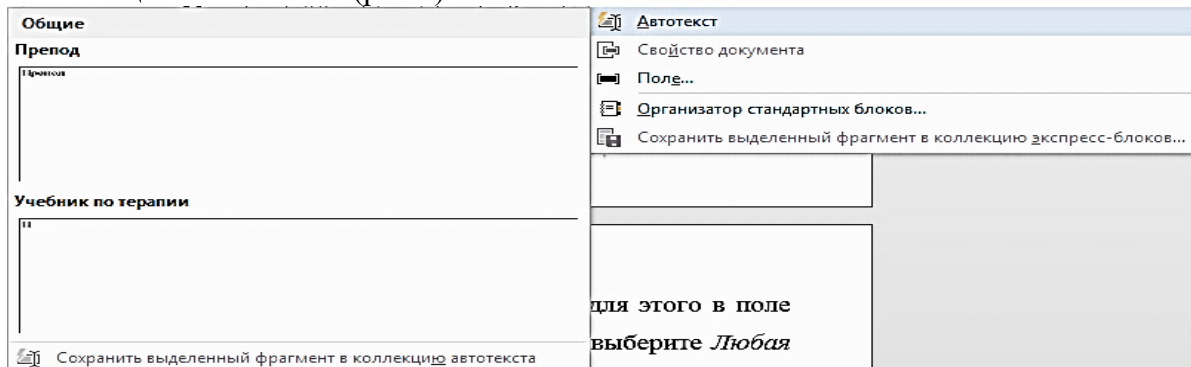 Общие
Препод
Препод
Учебник по терапии
П
Сохранить выделенный фрагмент в коллекцию автотекста
Автотекст
Свойство документа
Поле...
Организатор стандартных блоков...
Сохранить выделенный фрагмент в коллекцию экспресс-блоков...
для этого в поле
выберите Любая